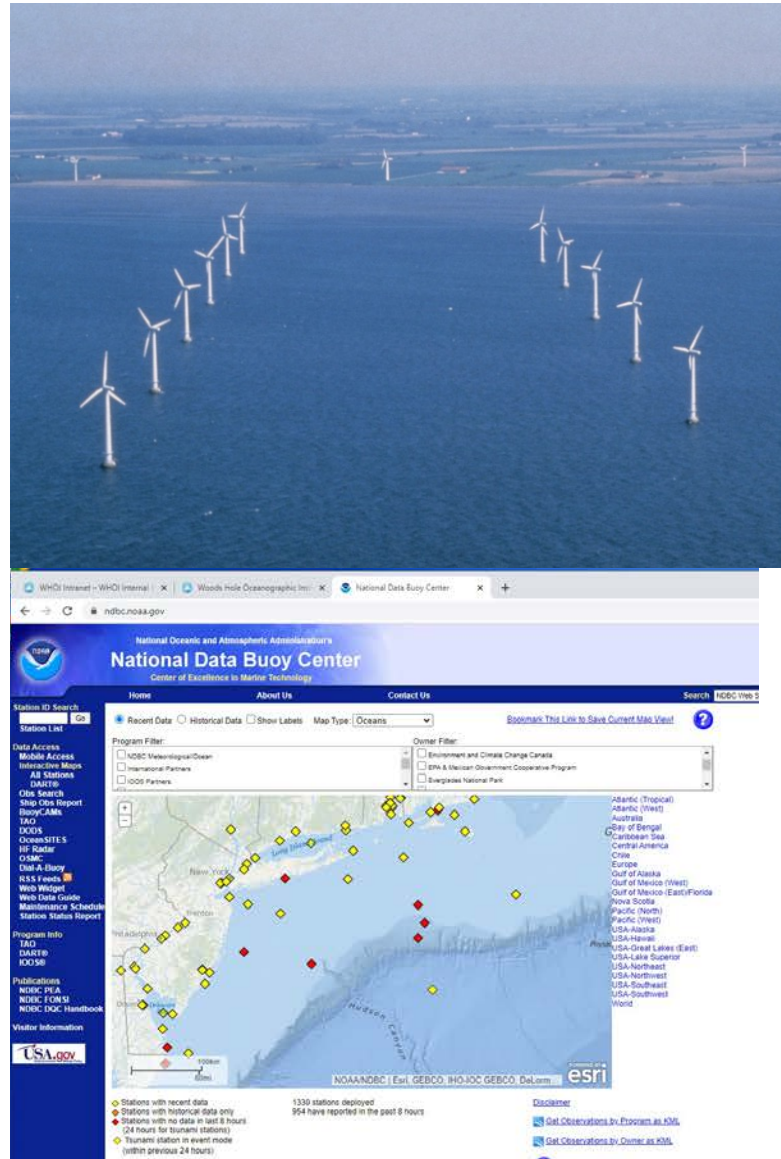 WHOI Intranet – WHOI Internal
Woods Hole Oceanographic Insti
National Data Buoy Center
ndbc.noaa.gov
NOAA
National Oceanic and Atmospheric Administration's
National Data Buoy Center
Center of Excellence in Marine Technology
Home About Us Contact Us Search NDBC Web S
Station ID Search
Go
Station List
Data Access
Mobile Access
Interactive Maps
All Stations
DART®
Obs Search
Ship Obs Report
BuoyCAMs
TAO
DODS
OceanSITES
HF Radar
OSMC
Dial-A-Buoy
RSS Feeds
Web Widget
Web Data Guide
Maintenance Schedule
Station Status Report
Program Info
TAO
DART®
IOOS®
Publications
NDBC PEA
NDBC FONSI
NDBC DQC Handbook
Visitor Information
USA.gov
Recent Data Historical Data Show Labels Map Type: Oceans Bookmark This Link to Save Current Map View! ?
Program Filter:
NDBC Meteorological/Ocean
International Partners
IOOS Partners
Owner Filter:
Environment and Climate Change Canada
EPA & Mexican Government Cooperative Program
Everglades National Park
+
-
Long Island Sound
New York
Trenton
Philadelphia
Delaware
Hudson Canyon
G
100km
60mi
NOAA/NDBC | Esri, GEBCO, IHO-IOC GEBCO, DeLorm...
POWERED BY
esri
Atlantic (Tropical)
Atlantic (West)
Australia
Bay of Bengal
Caribbean Sea
Central America
Chile
Europe
Gulf of Alaska
Gulf of Mexico (West)
Gulf of Mexico (East)/Florida
Nova Scotia
Pacific (North)
Pacific (West)
USA-Alaska
USA-Hawaii
USA-Great Lakes (East)
USA-Lake Superior
USA-Northeast
USA-Northwest
USA-Southeast
USA-Southwest
World
Stations with recent data
Stations with historical data only
Stations with no data in last 8 hours
(24 hours for tsunami stations)
Tsunami station in event mode
(within previous 24 hours)
1330 stations deployed
954 have reported in the past 8 hours
Disclaimer
Get Observations by Program as KML
Get Observations by Owner as KML